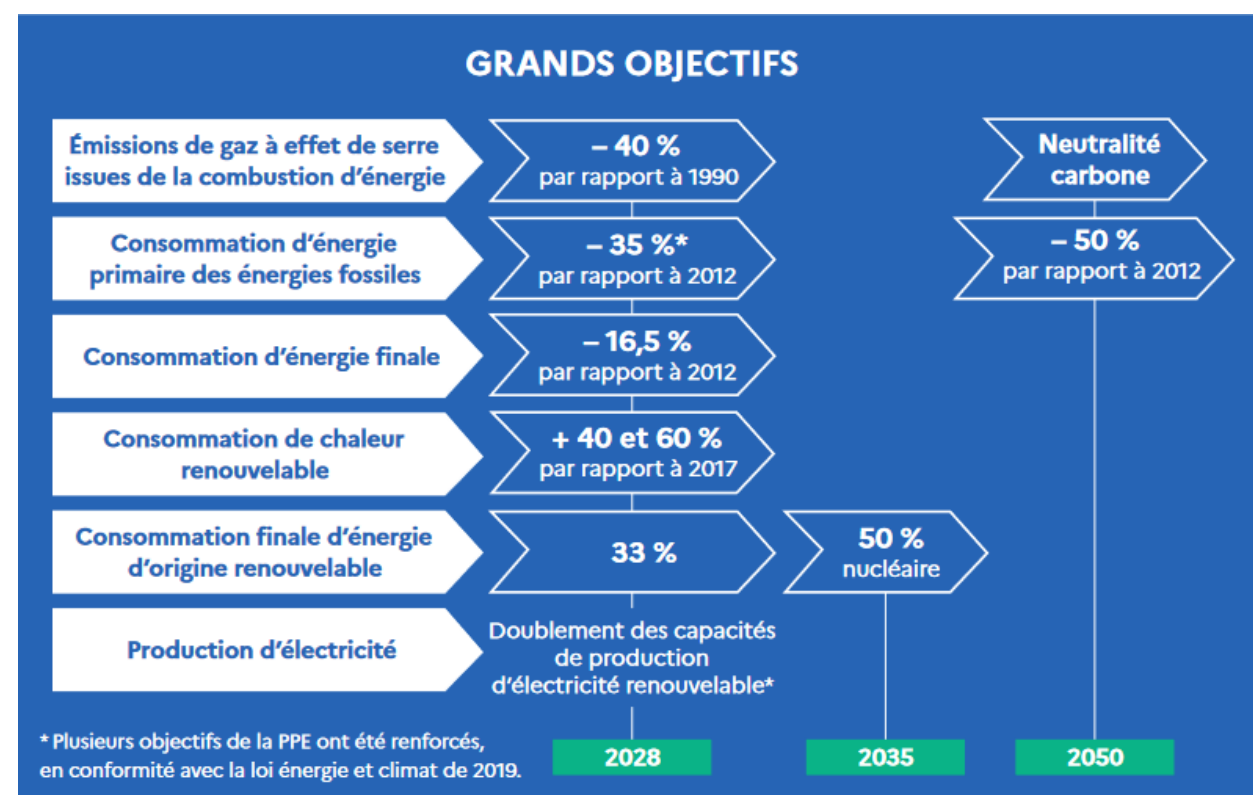 GRANDS OBJECTIFS
Émissions de gaz à effet de serre
issues de la combustion d'énergie
– 40 %
par rapport à 1990
Neutralité
carbone
Consommation d'énergie
primaire des énergies fossiles
– 35 %*
par rapport à 2012
– 50 %
par rapport à 2012
Consommation d'énergie finale
– 16,5 %
par rapport à 2012
Consommation de chaleur
renouvelable
+ 40 et 60 %
par rapport à 2017
Consommation finale d'énergie
d'origine renouvelable
33 %
50 %
nucléaire
Production d'électricité
Doublement des capacités
de production
d'électricité renouvelable*
* Plusieurs objectifs de la PPE ont été renforcés,
en conformité avec la loi énergie et climat de 2019.
2028
2035
2050